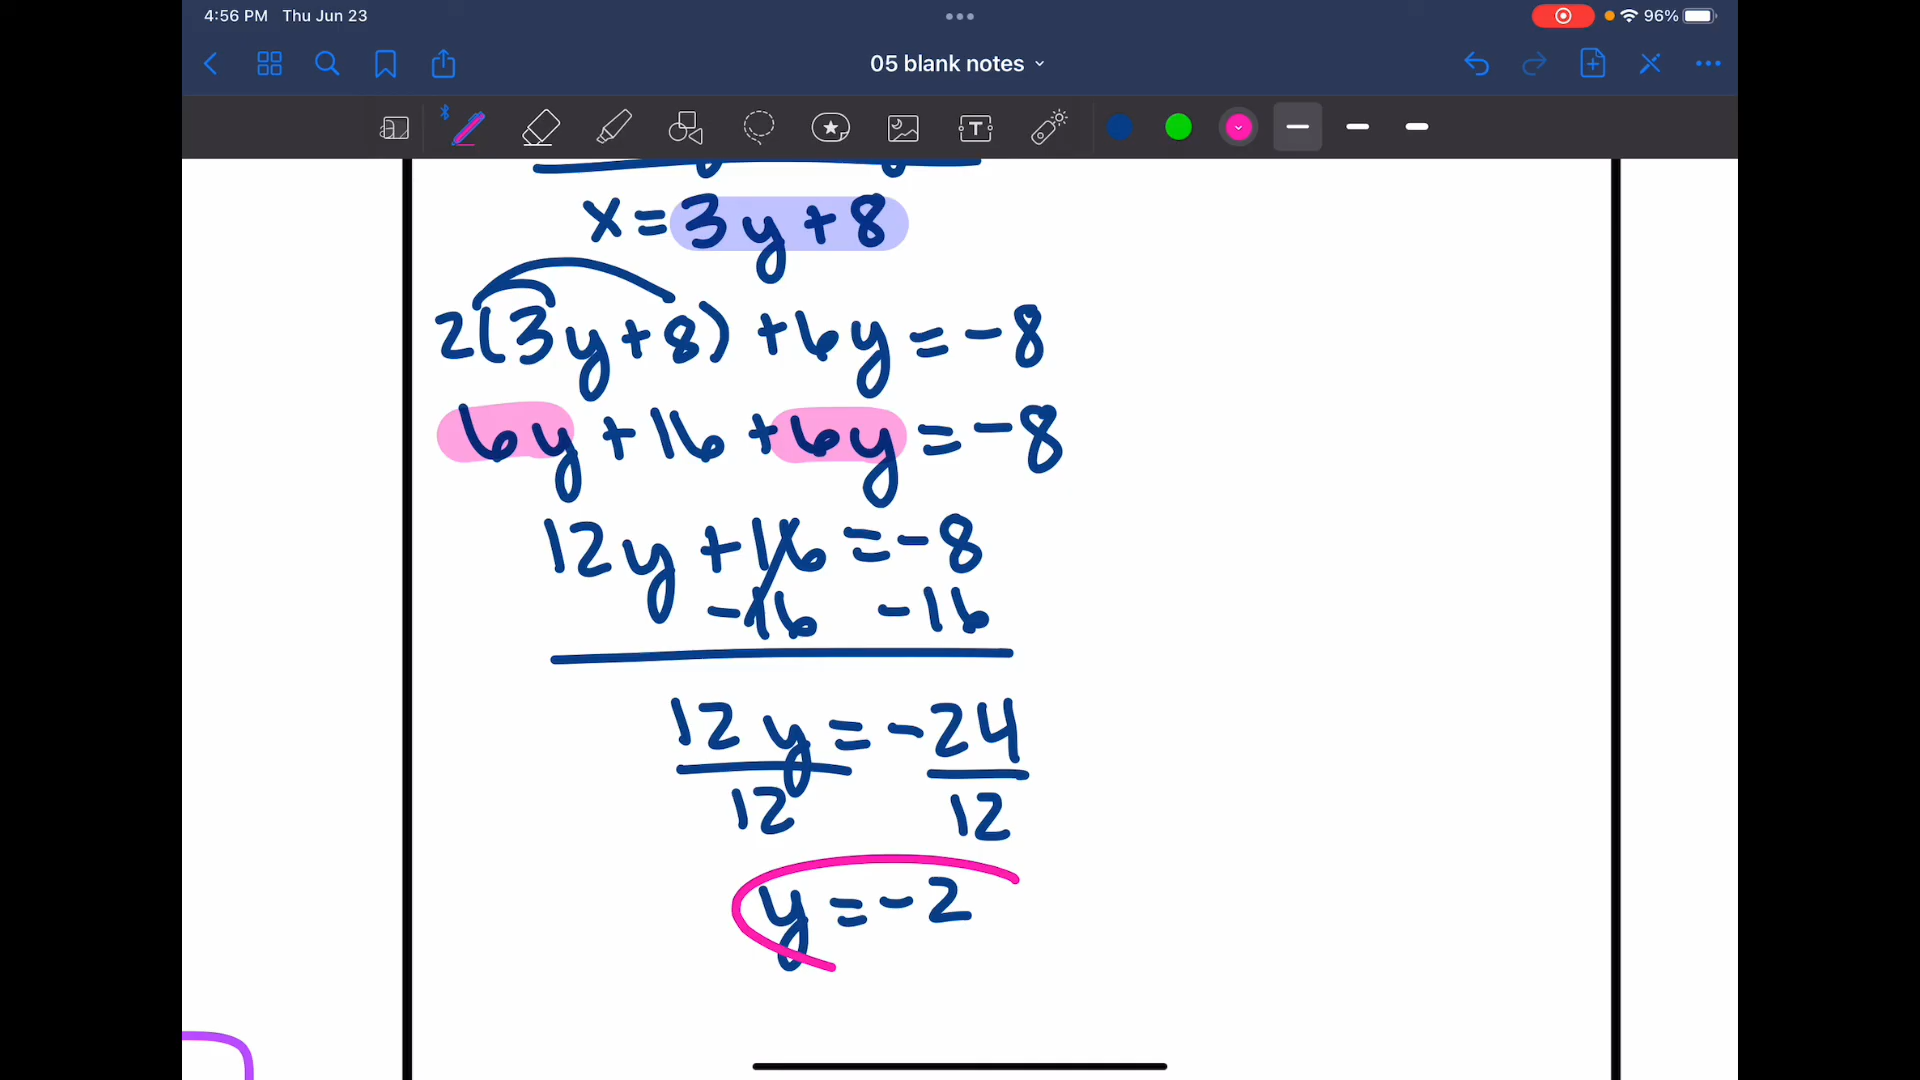 4:56 PM Thu Jun 23
96%
05 blank notes
x = 3y + 8
2(3y + 8) + 6y = -8
6y + 16 + 6y = -8
12y + 16 = -8
-16 -16
12y = -24
12 12
y = -2